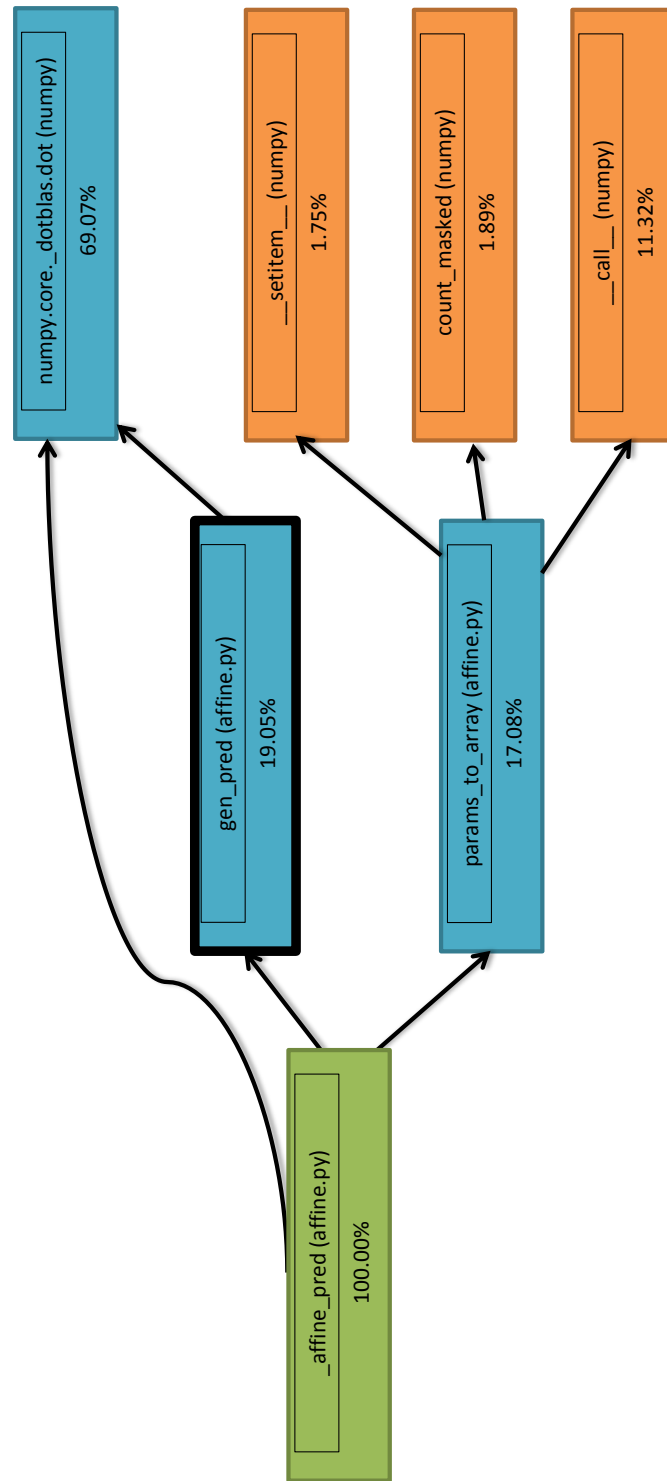 _affine_pred (affine.py)
100.00%
gen_pred (affine.py)
19.05%
params_to_array (affine.py)
17.08%
numpy.core._dotblas.dot (numpy)
69.07%
__setitem__ (numpy)
1.75%
count_masked (numpy)
1.89%
__call__ (numpy)
11.32%